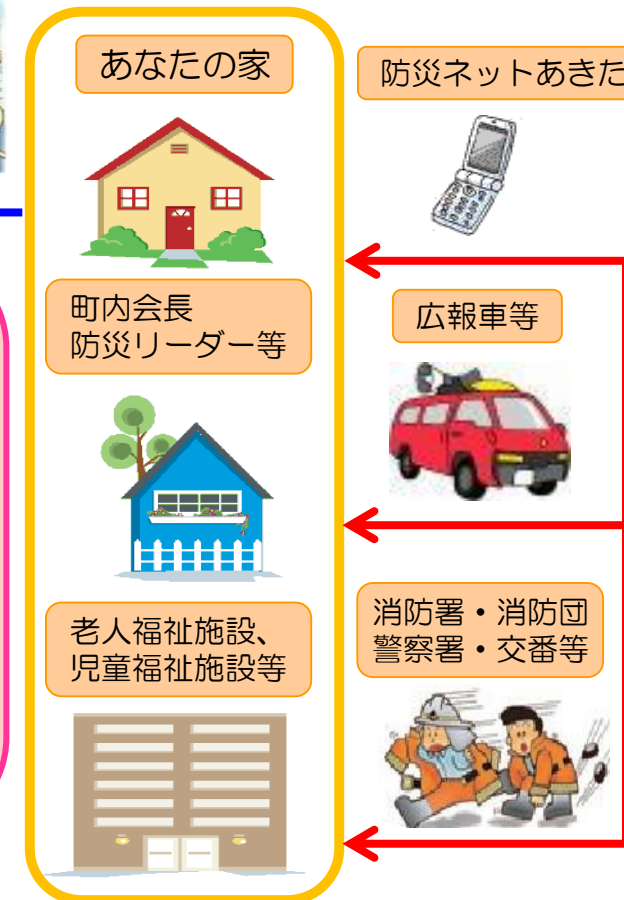 あなたの家
防災ネットあきた
町内会長
防災リーダー等
広報車等
老人福祉施設、
児童福祉施設等
消防署・消防団
警察署・交番等